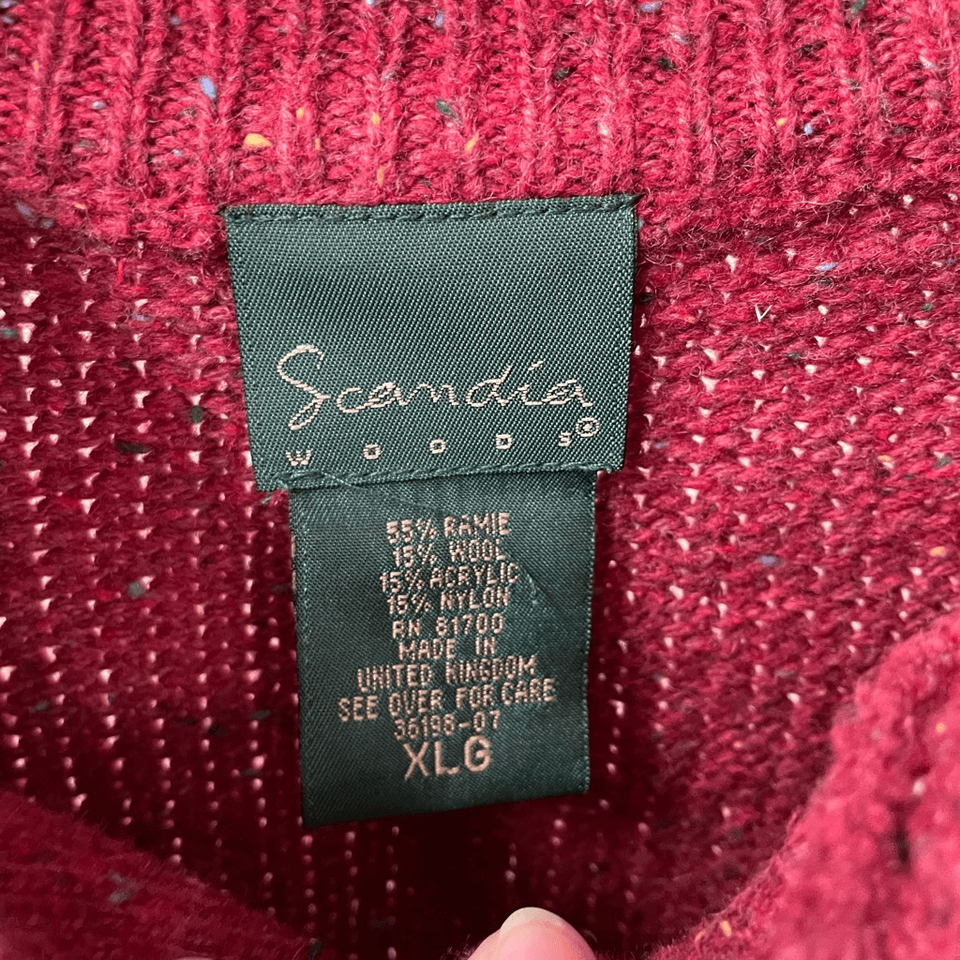 Scandia
WOODS©
55% RAMIE
15% WOOL
15% ACRYLIC
15% NYLON
RN 81700
MADE IN
UNITED KINGDOM
SEE OVER FOR CARE
36198-07
XLG